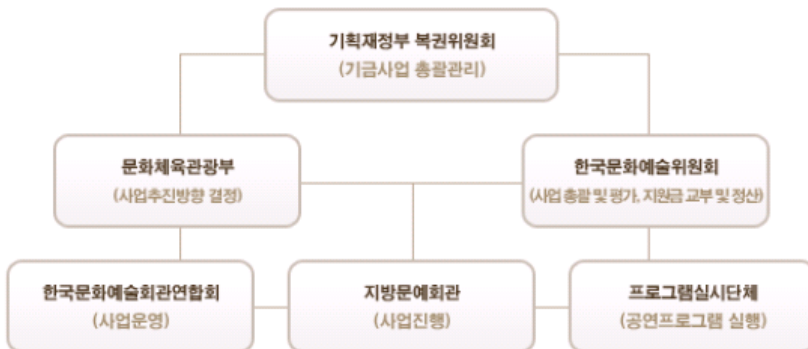 기획재정부 복권위원회
(기금사업 총괄관리)
문화체육관광부
(사업추진방향 결정)
한국문화예술위원회
(사업 총괄 및 평가, 지원금 교부 및 정산)
한국문화예술회관연합회
(사업운영)
지방문예회관
(사업진행)
프로그램실시단체
(공연프로그램 실행)